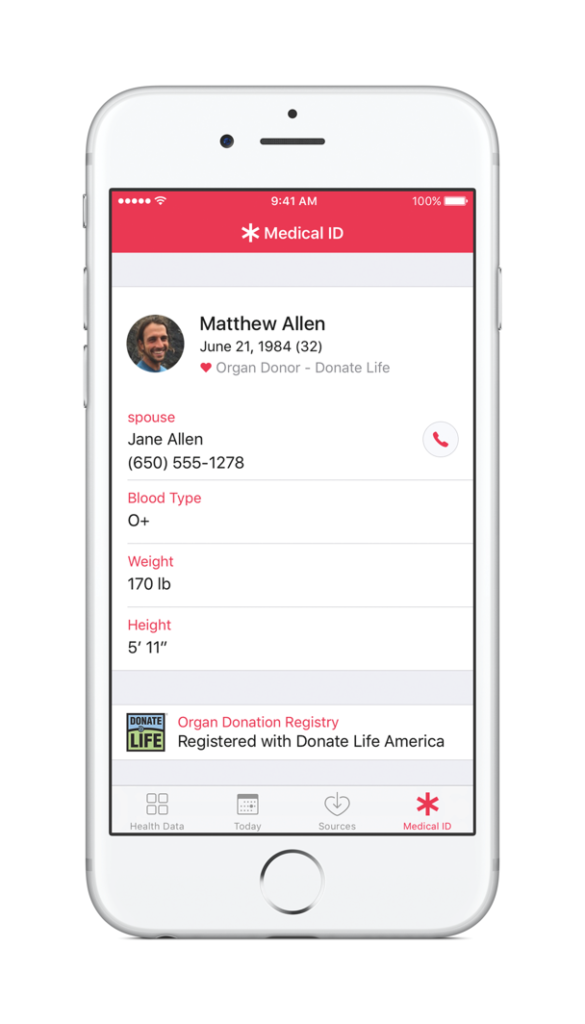 9:41 AM 100%
Medical ID
Matthew Allen
June 21, 1984 (32)
Organ Donor - Donate Life
spouse
Jane Allen
(650) 555-1278
Blood Type
O+
Weight
170 lb
Height
5’ 11”
DONATE
LIFE
Organ Donation Registry
Registered with Donate Life America
Health Data Today Sources Medical ID